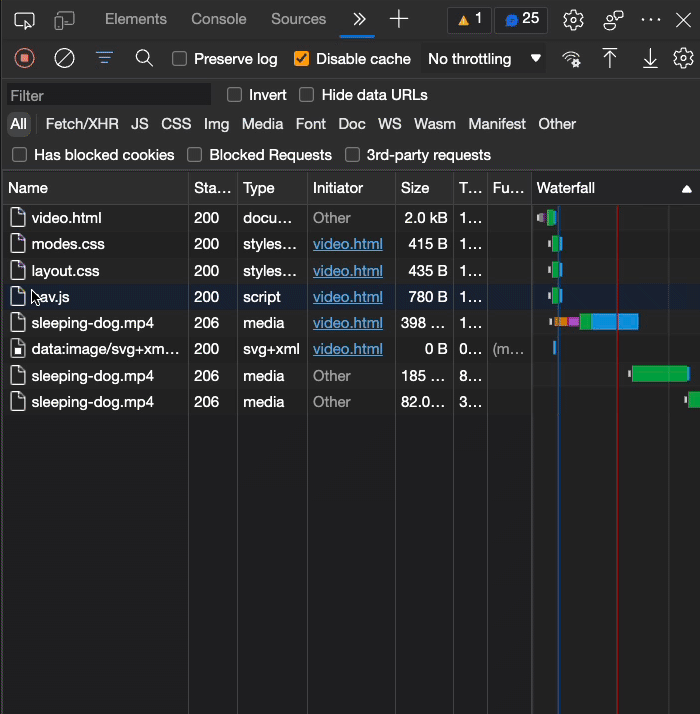 Elements Console Sources 1 25
Preserve log Disable cache No throttling
Filter Invert Hide data URLs
All Fetch/XHR JS CSS Img Media Font Doc WS Wasm Manifest Other
Has blocked cookies Blocked Requests 3rd-party requests
Name Sta... Type Initiator Size T... Fu... Waterfall
video.html 200 docu... Other 2.0 kB 1...
modes.css 200 styles... video.html 415 B 1...
layout.css 200 styles... video.html 435 B 1...
av.js 200 script video.html 780 B 1...
sleeping-dog.mp4 206 media video.html 398 ... 1...
data:image/svg+xm... 200 svg+xml video.html 0 B 0... (m...
sleeping-dog.mp4 206 media Other 185 ... 8...
sleeping-dog.mp4 206 media Other 82.0... 3...